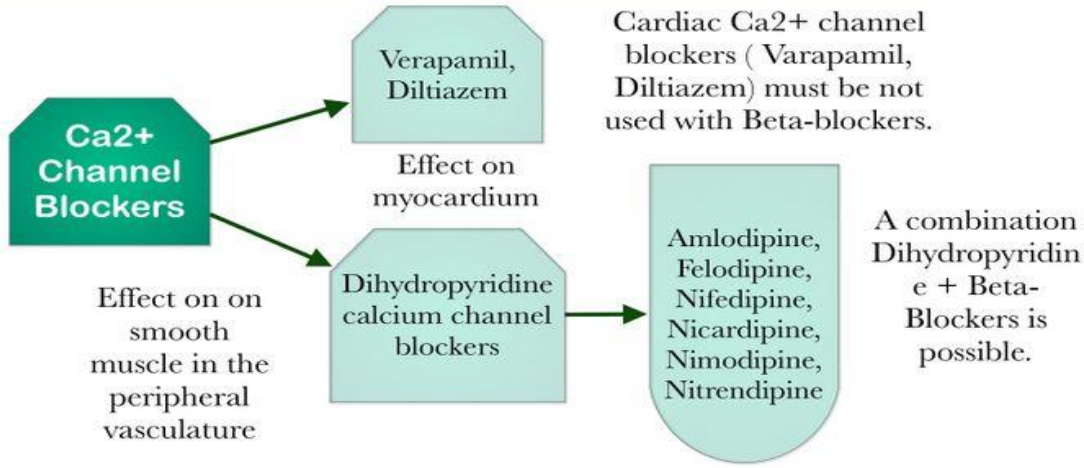 Ca2+
Channel
Blockers
Verapamil,
Diltiazem
Effect on
myocardium
Cardiac Ca2+ channel
blockers ( Varapamil,
Diltiazem) must be not
used with Beta-blockers.
Effect on on
smooth
muscle in the
peripheral
vasculature
Dihydropyridine
calcium channel
blockers
Amlodipine,
Felodipine,
Nifedipine,
Nicardipine,
Nimodipine,
Nitrendipine
A combination
Dihydropyridin
e + Beta-
Blockers is
possible.